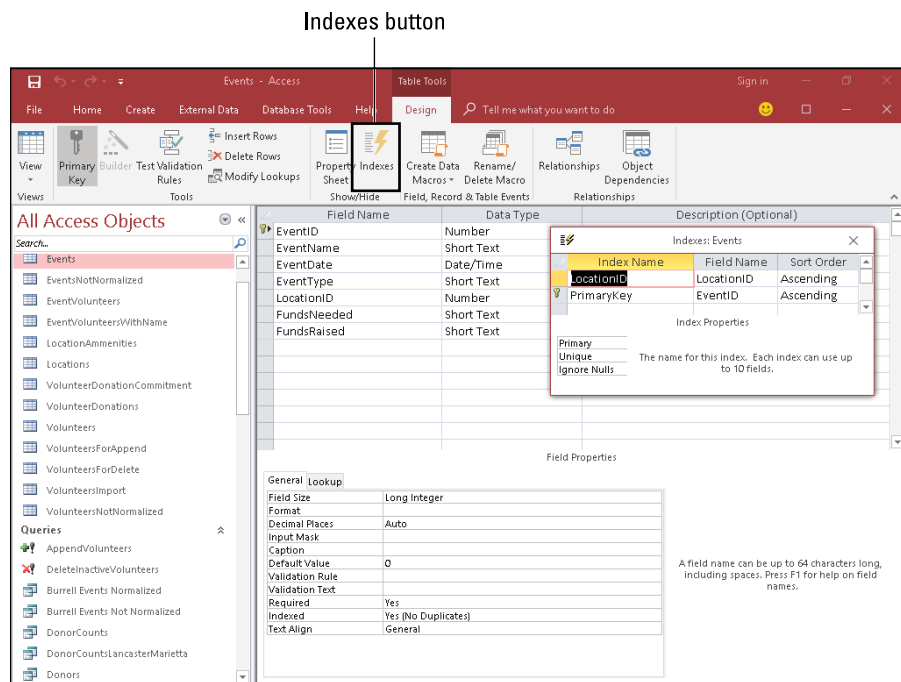 Indexes button
Events - Access
Table Tools
Sign in
File Home Create External Data Database Tools Help Design Tell me what you want to do
View
Primary Key
Builder
Test Validation Rules
Insert Rows
Delete Rows
Modify Lookups
Property Sheet
Indexes
Create Data Macros
Rename/ Delete Macro
Relationships
Object Dependencies
Views Tools Show/Hide Field, Record & Table Events Relationships
All Access Objects
Search...
Events
EventsNotNormalized
EventVolunteers
EventVolunteersWithName
LocationAmmenities
Locations
VolunteerDonationCommitment
VolunteerDonations
Volunteers
VolunteersForAppend
VolunteersForDelete
VolunteersImport
VolunteersNotNormalized
Queries
AppendVolunteers
DeleteInactiveVolunteers
Burrell Events Normalized
Burrell Events Not Normalized
DonorCounts
DonorCountsLancasterMarietta
Donors
Field Name Data Type Description (Optional)
EventID Number
EventName Short Text
EventDate Date/Time
EventType Short Text
LocationID Number
FundsNeeded Short Text
FundsRaised Short Text
Indexes: Events
Index Name Field Name Sort Order
LocationID LocationID Ascending
PrimaryKey EventID Ascending
Index Properties
Primary
Unique
Ignore Nulls
The name for this index. Each index can use up
to 10 fields.
Field Properties
General Lookup
Field Size Long Integer
Format
Decimal Places Auto
Input Mask
Caption
Default Value 0
Validation Rule
Validation Text
Required Yes
Indexed Yes (No Duplicates)
Text Align General
A field name can be up to 64 characters long,
including spaces. Press F1 for help on field
names.